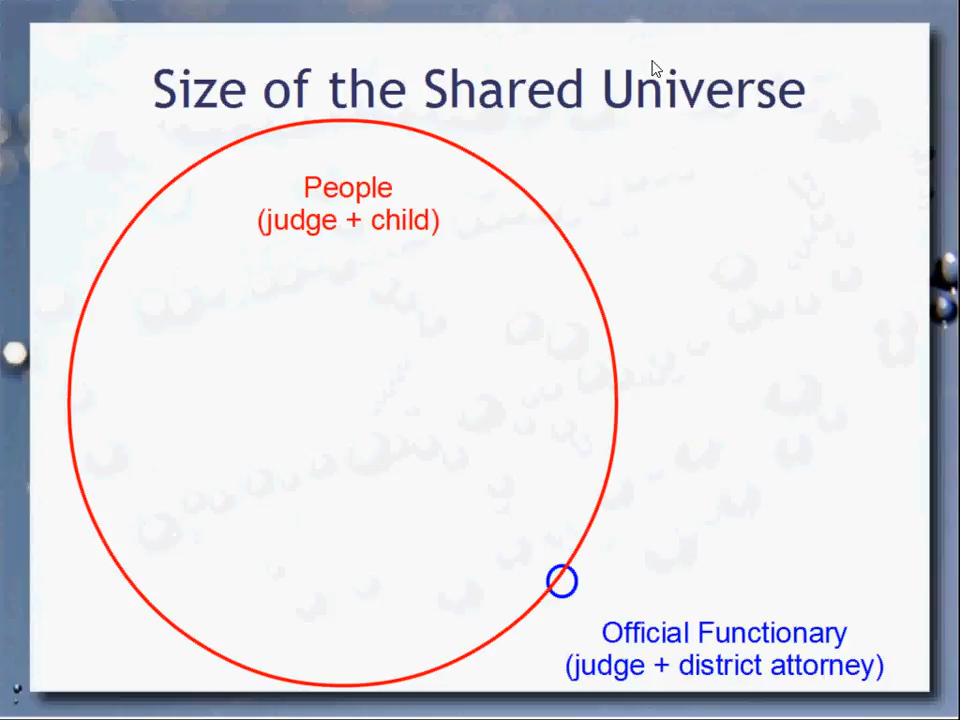 Size of the Shared Universe
People
(judge + child)
Official Functionary
(judge + district attorney)